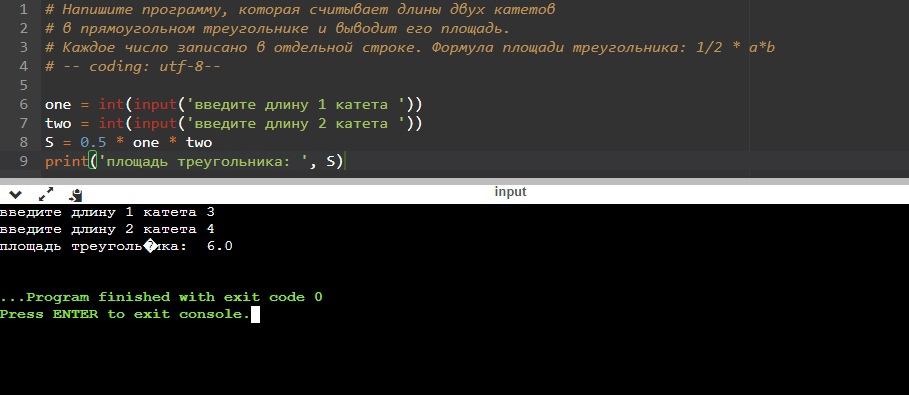 1 # Напишите программу, которая считывает длины двух катетов
2 # в прямоугольном треугольнике и выводит его площадь.
3 # Каждое число записано в отдельной строке. Формула площади треугольника: 1/2 * a*b
4 # -- coding: utf-8--
5
6 one = int(input('введите длину 1 катета '))
7 two = int(input('введите длину 2 катета '))
8 S = 0.5 * one * two
9 print('площадь треугольника: ', S)
input
введите длину 1 катета 3
введите длину 2 катета 4
площадь треуголь�ика:  6.0
...Program finished with exit code 0
Press ENTER to exit console.